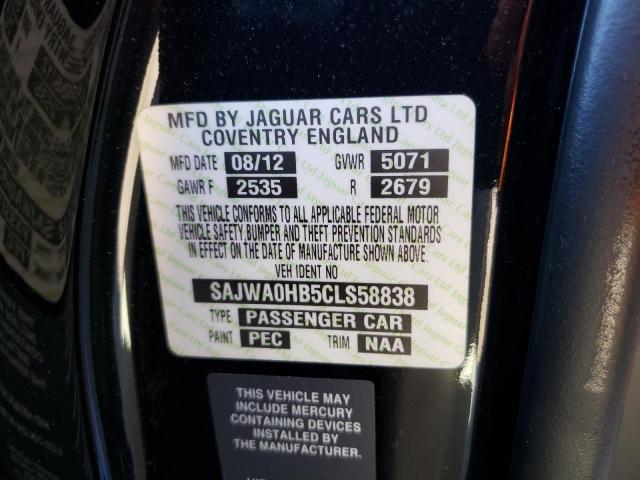 MFD BY JAGUAR CARS LTD
COVENTRY ENGLAND
MFD DATE 08/12 GVWR 5071
GAWR F 2535 R 2679
THIS VEHICLE CONFORMS TO ALL APPLICABLE FEDERAL MOTOR
VEHICLE SAFETY, BUMPER AND THEFT PREVENTION STANDARDS
IN EFFECT ON THE DATE OF MANUFACTURE SHOWN ABOVE.
VEH IDENT NO
SAJWA0HB5CLS58838
TYPE PASSENGER CAR
PAINT PEC TRIM NAA
THIS VEHICLE MAY
INCLUDE MERCURY
CONTAINING DEVICES
INSTALLED BY
THE MANUFACTURER.